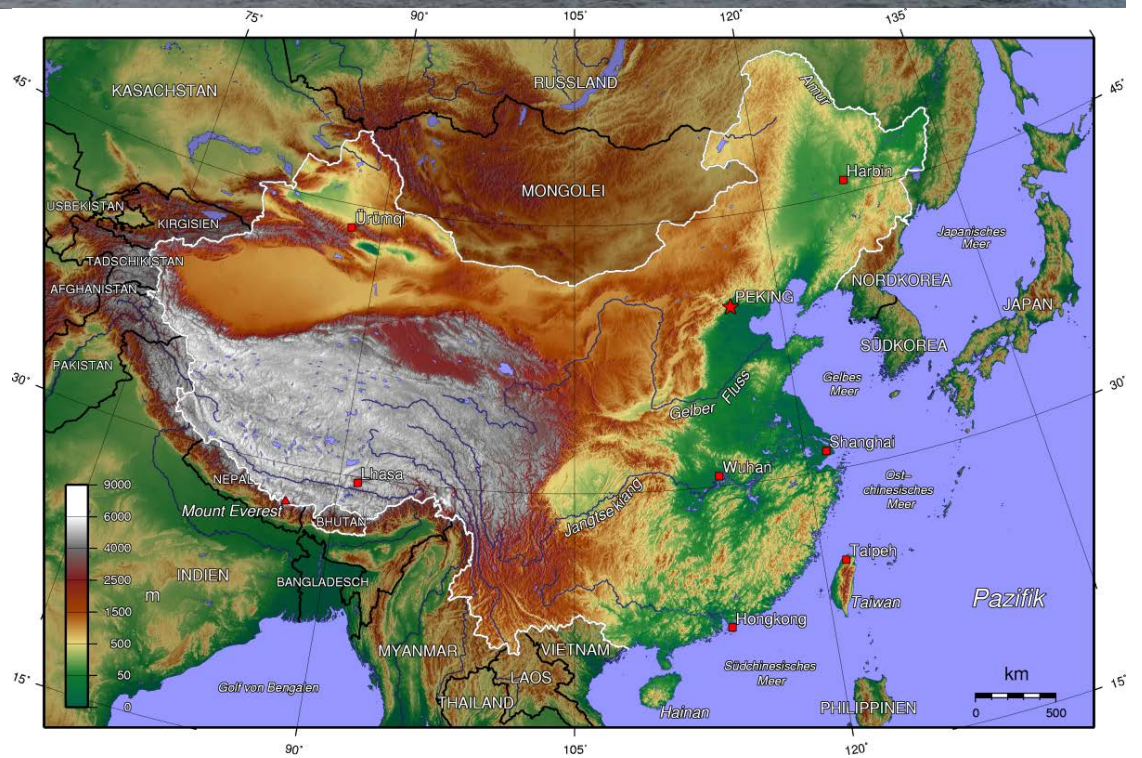 75°
90°
105°
120°
135°
45°
45°
KASACHSTAN
RUSSLAND
Amur
MONGOLEI
Harbin
USBEKISTAN
KIRGISIEN
Ürümqi
Japanisches
Meer
TADSCHIKISTAN
AFGHANISTAN
NORDKOREA
PEKING
JAPAN
PAKISTAN
SÜDKOREA
Gelbes
Meer
30°
30°
Gelber
Fluss
Shanghai
Wuhan
Lhasa
NEPAL
Mount Everest
BHUTAN
Jangtsekiang
Ost-
chinesisches
Meer
9000
6000
4000
2500
1500
500
50
0
m
INDIEN
BANGLADESCH
Taipeh
Taiwan
Pazifik
Hongkong
MYANMAR
VIETNAM
LAOS
THAILAND
Südchinesisches
Meer
Golf von Bengalen
Hainan
PHILIPPINEN
km
0
500
15°
15°
90°
105°
120°